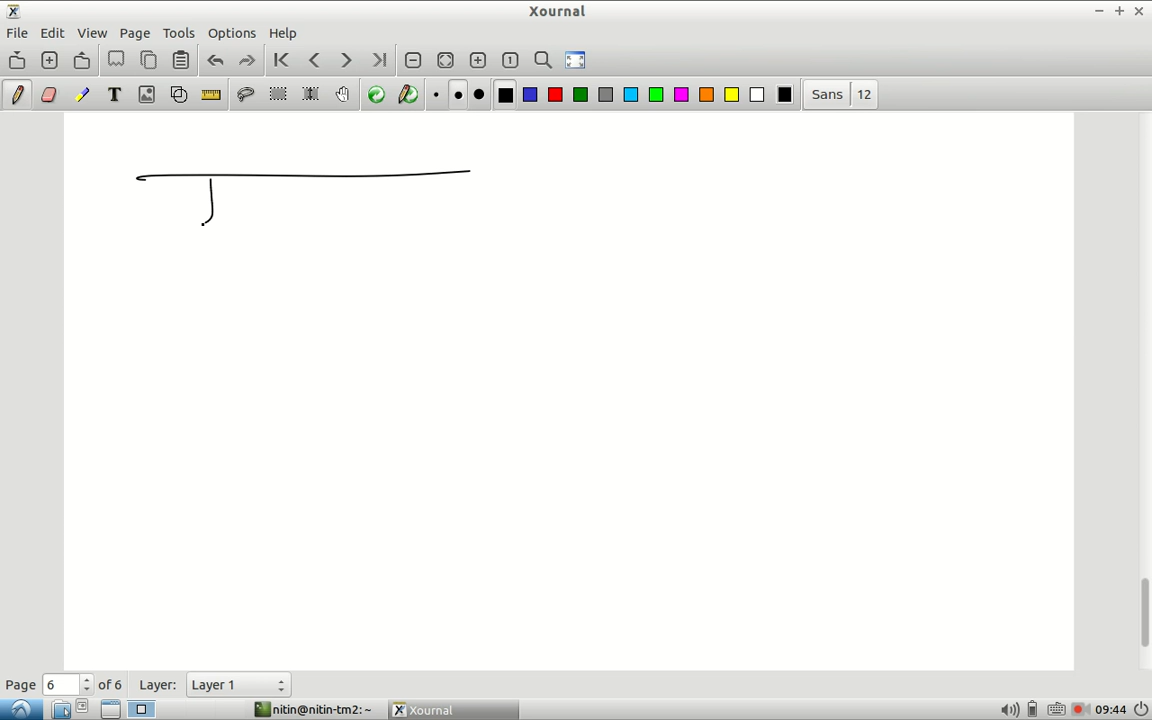 Xournal
File Edit View Page Tools Options Help
Sans 12
Page 6 of 6 Layer: Layer 1
nitin@nitin-tm2: ~ Xournal 09:44